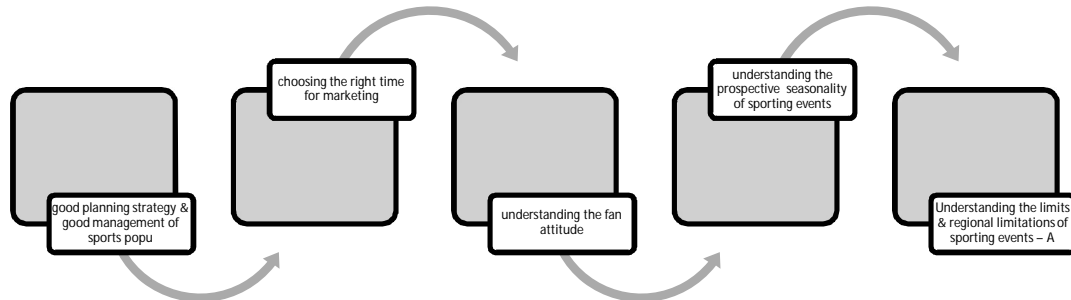 good planning strategy &
good management of
sports popu
choosing the right time
for marketing
understanding the fan
attitude
understanding the
prospective seasonality
of sporting events
Understanding the limits
& regional limitations of
sporting events – A